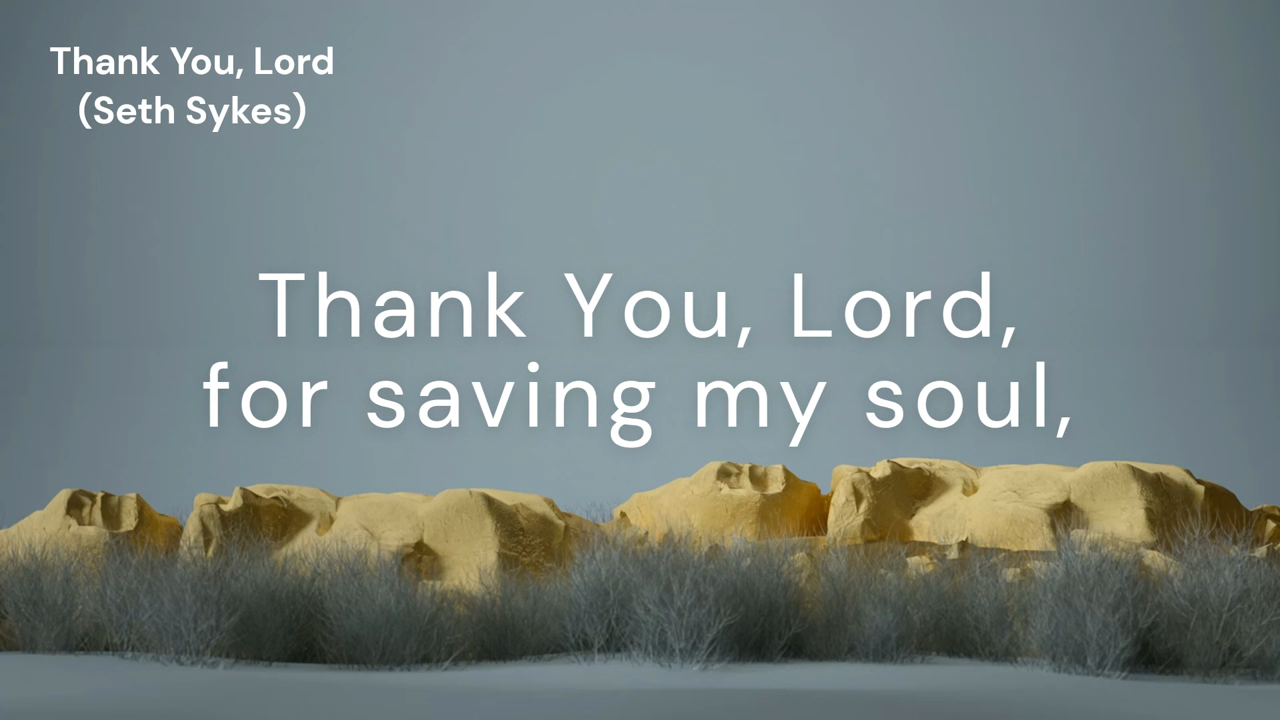 Thank You, Lord
(Seth Sykes)
Thank You, Lord,
for saving my soul,